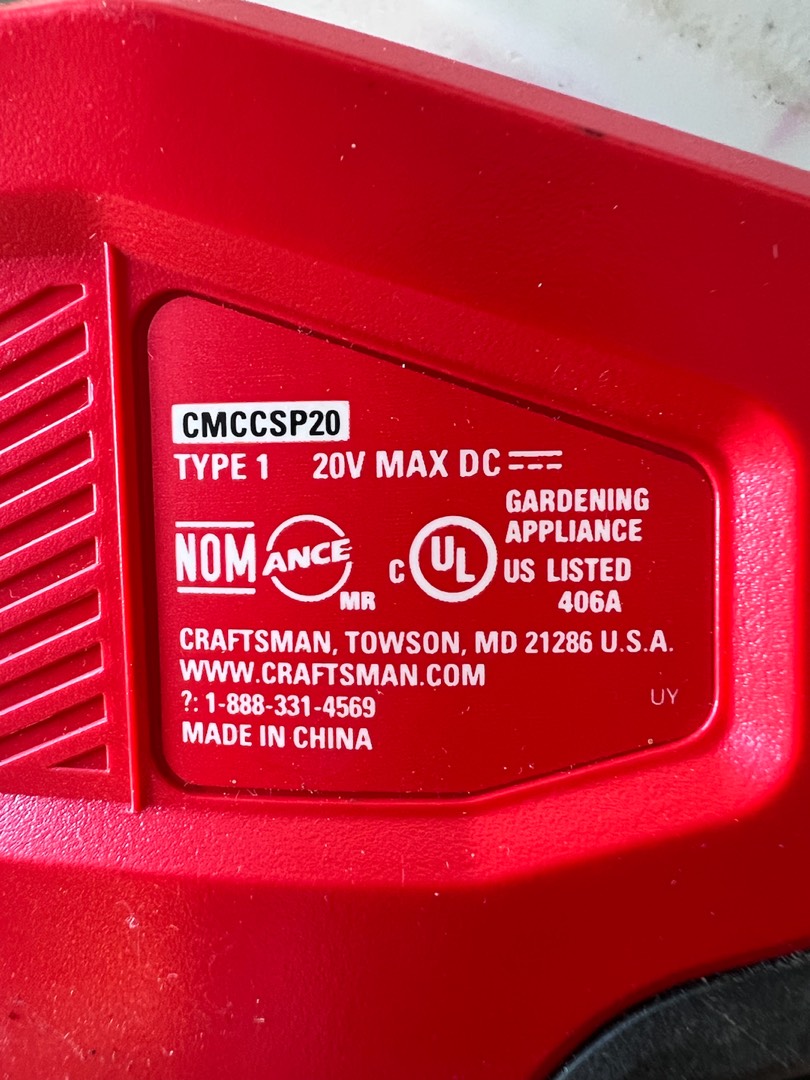 CMCCSP20
TYPE 1 20V MAX DC
NOM ANCE MR
C UL US LISTED
GARDENING
APPLIANCE
406A
CRAFTSMAN, TOWSON, MD 21286 U.S.A.
WWW.CRAFTSMAN.COM
?: 1-888-331-4569
MADE IN CHINA
UY